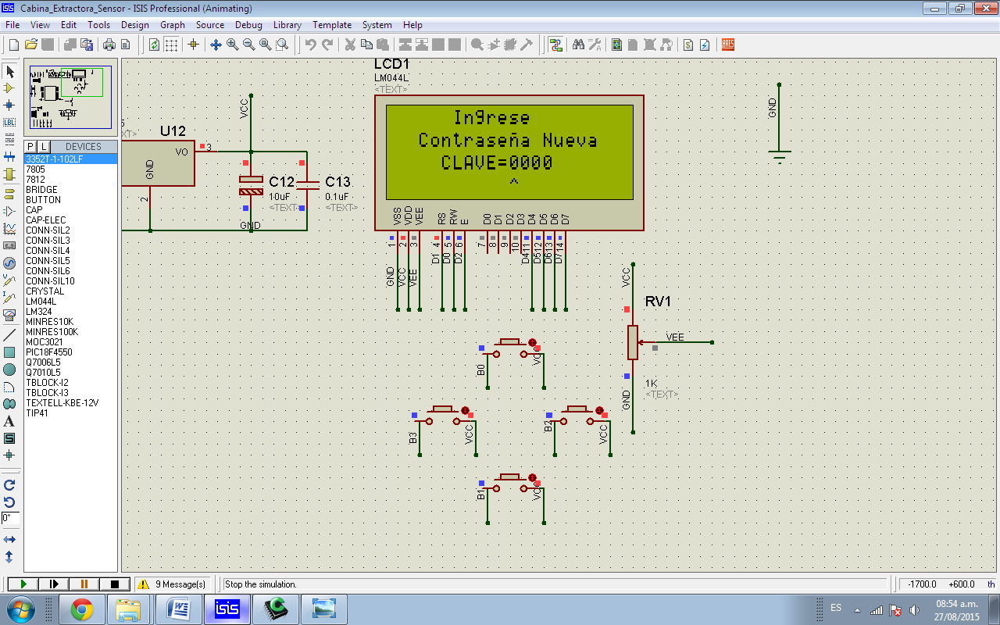 Cabina_Extractora_Sensor - ISIS Professional (Animating)
File View Edit Tools Design Graph Source Debug Library Template System Help
P L DEVICES
3352T-1-102LF
7805
7812
BRIDGE
BUTTON
CAP
CAP-ELEC
CONN-SIL2
CONN-SIL3
CONN-SIL4
CONN-SIL5
CONN-SIL6
CONN-SIL10
CRYSTAL
LM044L
LM324
MINRES10K
MINRES100K
MOC3021
PIC18F4550
Q7006L5
Q7010L5
TBLOCK-I2
TBLOCK-I3
TEXTELL-KBE-12V
TIP41
0°
U12
VO
3
GND
2
VCC
C12
10uF
<TEXT>
C13
0.1uF
<TEXT>
GND
LCD1
LM044L
<TEXT>
Ingrese
Contraseña Nueva
CLAVE=0000
^
VSS VDD VEE RS RW E D0 D1 D2 D3 D4 D5 D6 D7
1 2 3 4 5 6 7 8 9 10 11 12 13 14
GND VCC VEE D1 D0 D2 D4 D5 D6 D7
GND
VCC
RV1
VEE
1K
<TEXT>
GND
B0 VCC
B3 VCC
B2 VCC
B1 VCC
9 Message(s)
Stop the simulation.
-1700.0 +600.0 th
isis
ES
08:54 a.m.
27/08/2015